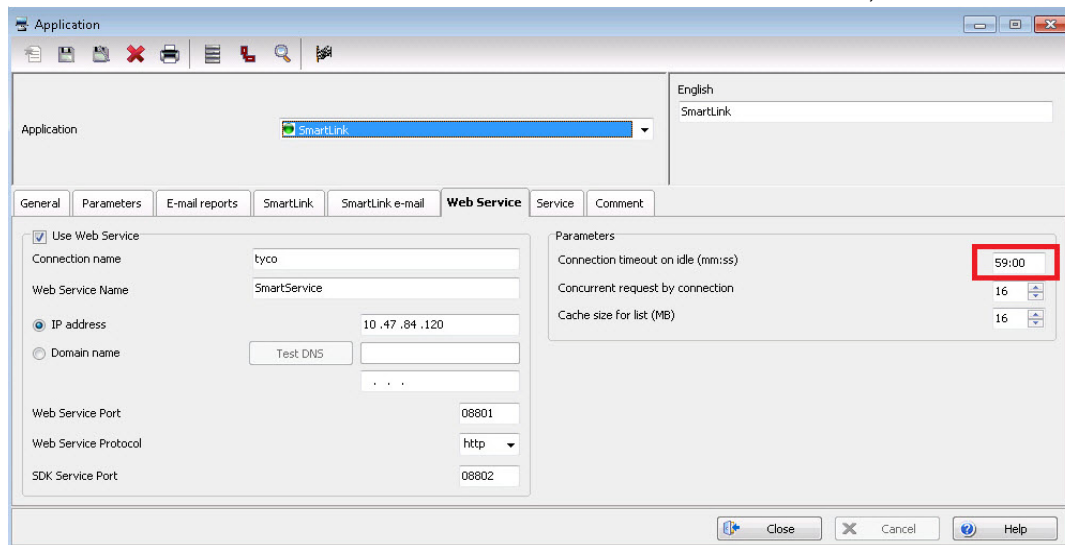 Application
English
SmartLink
Application
SmartLink
General Parameters E-mail reports SmartLink SmartLink e-mail Web Service Service Comment
Use Web Service
Connection name tyco
Web Service Name SmartService
IP address 10 .47 .84 .120
Domain name Test DNS
. . .
Web Service Port 08801
Web Service Protocol http
SDK Service Port 08802
Parameters
Connection timeout on idle (mm:ss) 59:00
Concurrent request by connection 16
Cache size for list (MB) 16
Close Cancel Help